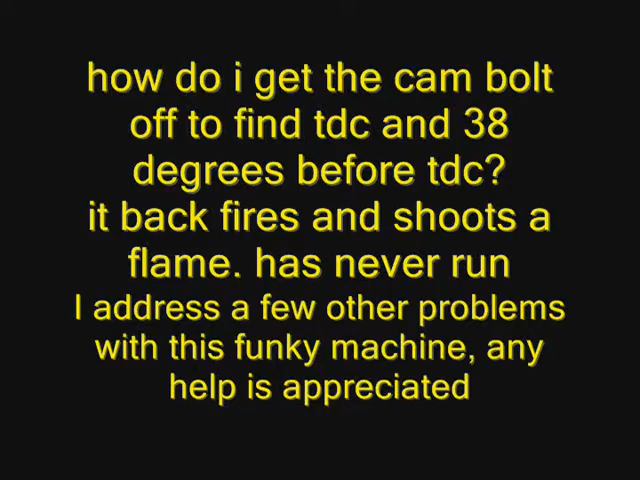 how do i get the cam bolt
off to find tdc and 38
degrees before tdc?
it back fires and shoots a
flame. has never run
I address a few other problems
with this funky machine, any
help is appreciated